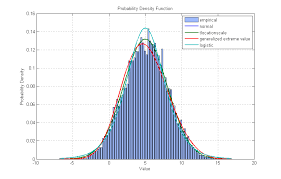 Probability Density Function
0.16
0.14
0.12
0.1
0.08
0.06
0.04
0.02
0
Probability Density
-10
-5
0
5
10
15
20
Value
empirical
normal
tlocationscale
generalized extreme value
logistic